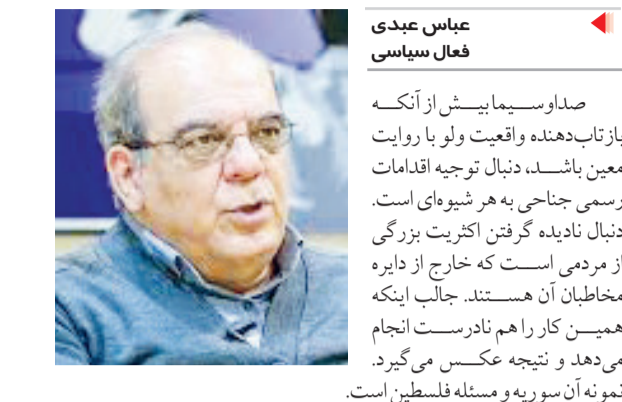 عباس عبدی
فعال سیاسی
صداوسیما بیش از آنکه
بازتاب‌دهنده واقعیت ولو با روایت
معین باشد، دنبال توجیه اقدامات
رسمی جناحی به هر شیوه‌ای است.
دنبال نادیده گرفتن اکثریت بزرگی
از مردمی است که خارج از دایره
مخاطبان آن هستند. جالب اینکه
همین کار را هم نادرست انجام
می‌دهد و نتیجه عکس می‌گیرد.
نمونه آن سوریه و مسئله فلسطین است.